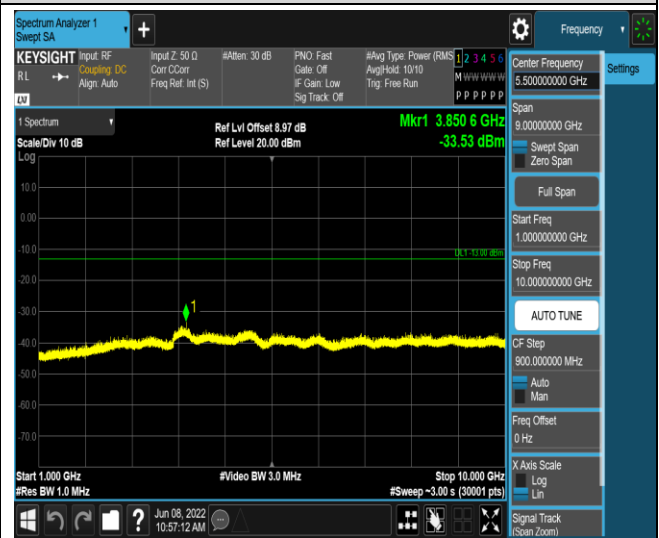 Spectrum Analyzer 1
Swept SA
Frequency
KEYSIGHT
RL
LXI
Input: RF
Coupling: DC
Align: Auto
Input Z: 50 Ω
Corr CCorr
Freq Ref: Int (S)
#Atten: 30 dB
PNO: Fast
Gate: Off
IF Gain: Low
Sig Track: Off
#Avg Type: Power (RMS
Avg|Hold: 10/10
Trig: Free Run
1 2 3 4 5 6
M W W W W W
P P P P P P
1 Spectrum
Scale/Div 10 dB
Log
Ref Lvl Offset 8.97 dB
Ref Level 20.00 dBm
Mkr1 3.850 6 GHz
-33.53 dBm
10.0
0.00
-10.0
DL1 -13.00 dBm
-20.0
-30.0
1
-40.0
-50.0
-60.0
-70.0
Start 1.000 GHz
#Res BW 1.0 MHz
#Video BW 3.0 MHz
Stop 10.000 GHz
#Sweep ~3.00 s (30001 pts)
Jun 08, 2022
10:57:12 AM
Center Frequency
5.500000000 GHz
Settings
Span
9.00000000 GHz
Swept Span
Zero Span
Full Span
Start Freq
1.000000000 GHz
Stop Freq
10.000000000 GHz
AUTO TUNE
CF Step
900.000000 MHz
Auto
Man
Freq Offset
0 Hz
X Axis Scale
Log
Lin
Signal Track
(Span Zoom)